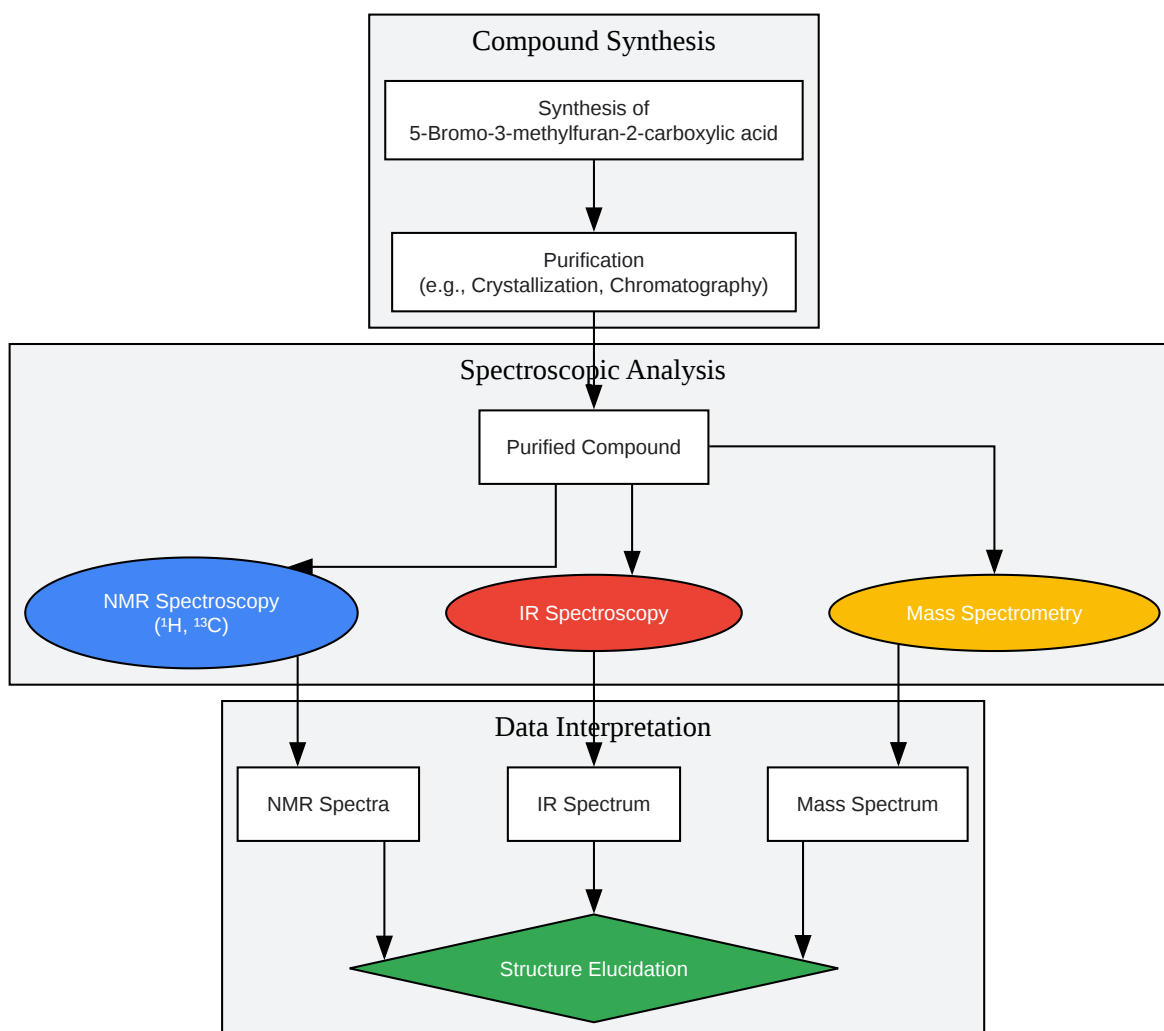 Compound Synthesis
Synthesis of
5-Bromo-3-methylfuran-2-carboxylic acid
Purification
(e.g., Crystallization, Chromatography)
Spectroscopic Analysis
Purified Compound
NMR Spectroscopy
(¹H, ¹³C)
IR Spectroscopy
Mass Spectrometry
Data Interpretation
NMR Spectra
IR Spectrum
Mass Spectrum
Structure Elucidation